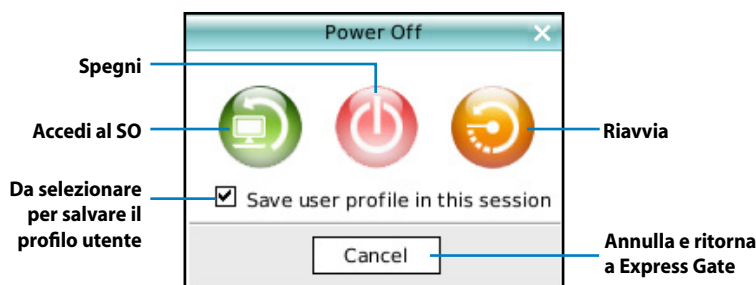 Power Off
Spegni
Accedi al SO
Riavvia
Da selezionare
per salvare il
profilo utente
Save user profile in this session
Cancel
Annulla e ritorna
a Express Gate